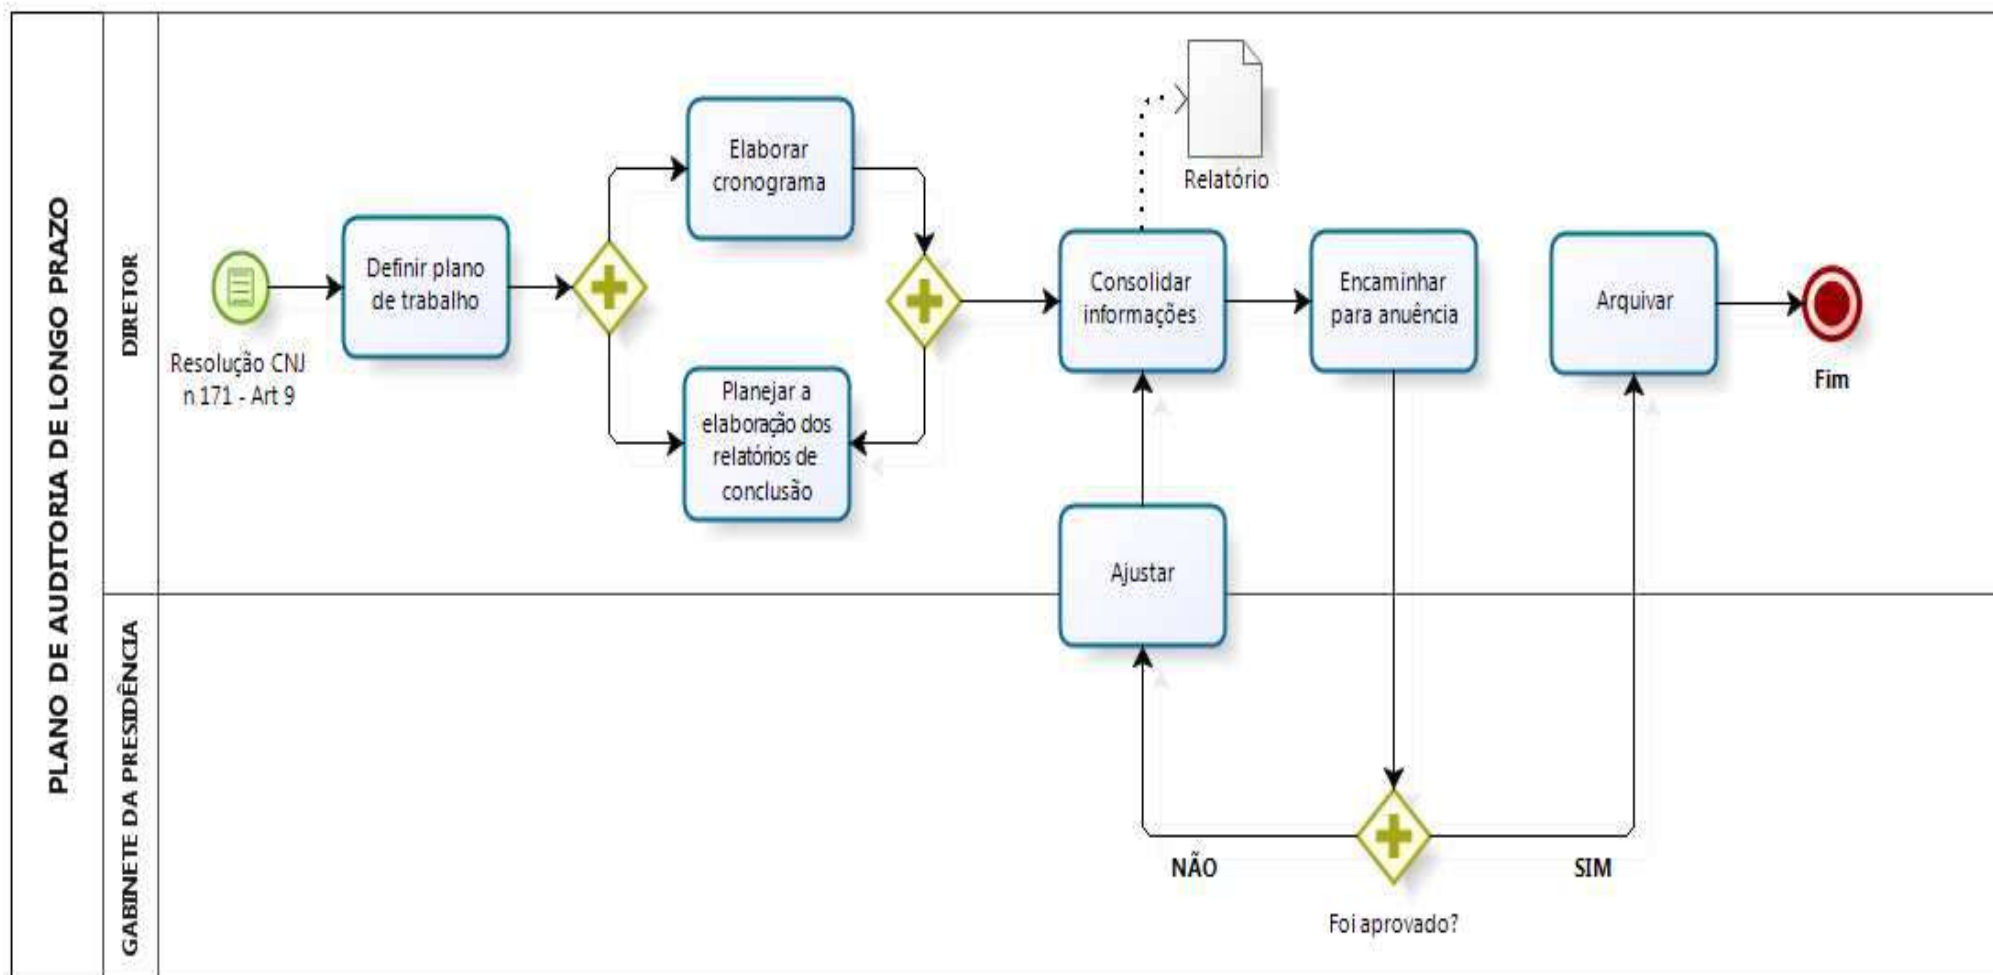 PLANO DE AUDITORIA DE LONGO PRAZO
DIRETOR
GABINETE DA PRESIDÊNCIA
Resolução CNJ
n 171 - Art 9
Definir plano
de trabalho
Elaborar
cronograma
Planejar a
elaboração dos
relatórios de
conclusão
Relatório
Consolidar
informações
Encaminhar
para anuência
Arquivar
Fim
Ajustar
NÃO
SIM
Foi aprovado?